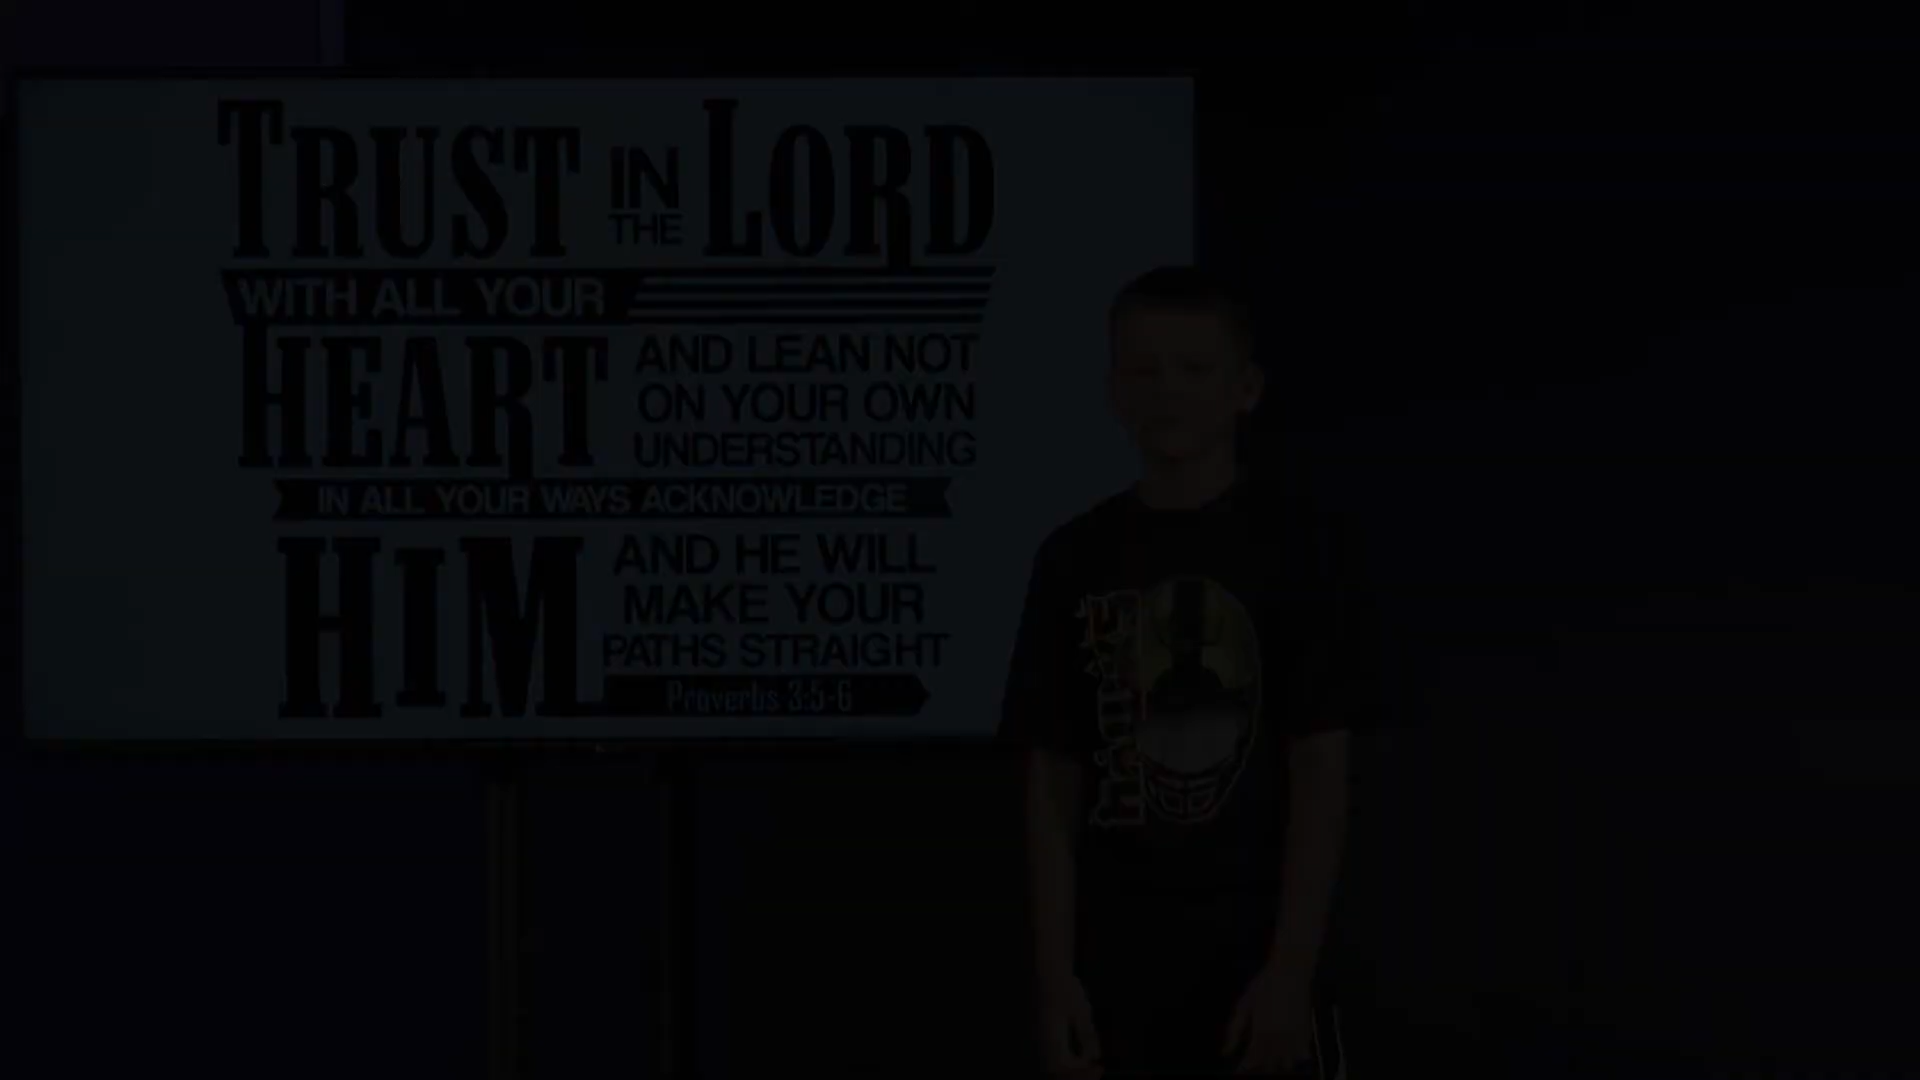 TRUST IN THE LORD
WITH ALL YOUR
HEART
AND LEAN NOT
ON YOUR OWN
UNDERSTANDING
IN ALL YOUR WAYS ACKNOWLEDGE
HIM
AND HE WILL
MAKE YOUR
PATHS STRAIGHT
Proverbs 3:5-6